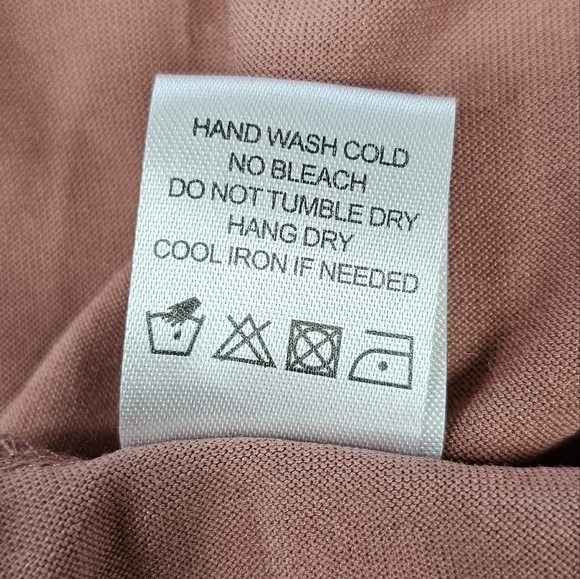 HAND WASH COLD
NO BLEACH
DO NOT TUMBLE DRY
HANG DRY
COOL IRON IF NEEDED